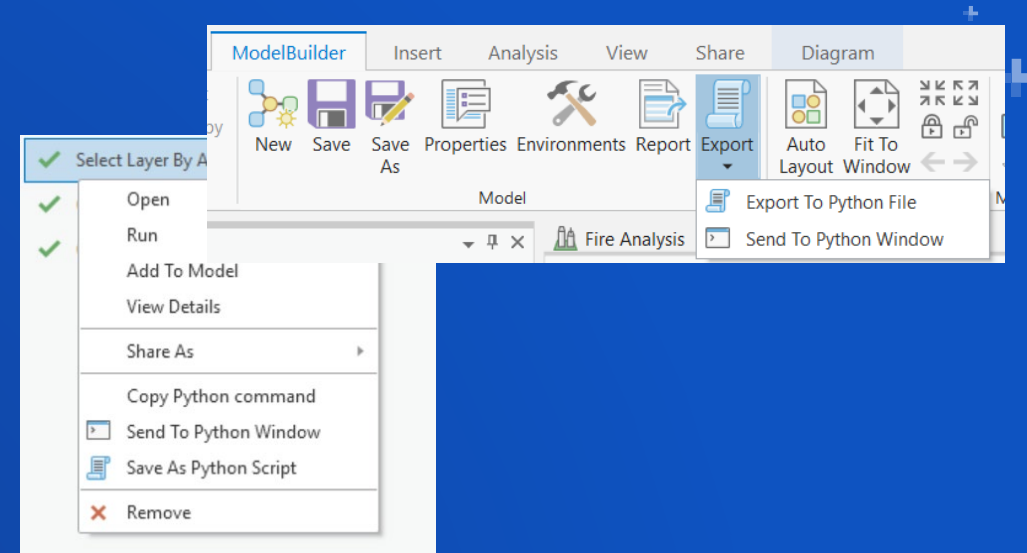 ModelBuilder Insert Analysis View Share Diagram
New Save Save As Properties Environments Report Export Auto Layout Fit To Window
Model
Export To Python File
Send To Python Window
Fire Analysis
Select Layer By A
Open
Run
Add To Model
View Details
Share As
Copy Python command
Send To Python Window
Save As Python Script
Remove